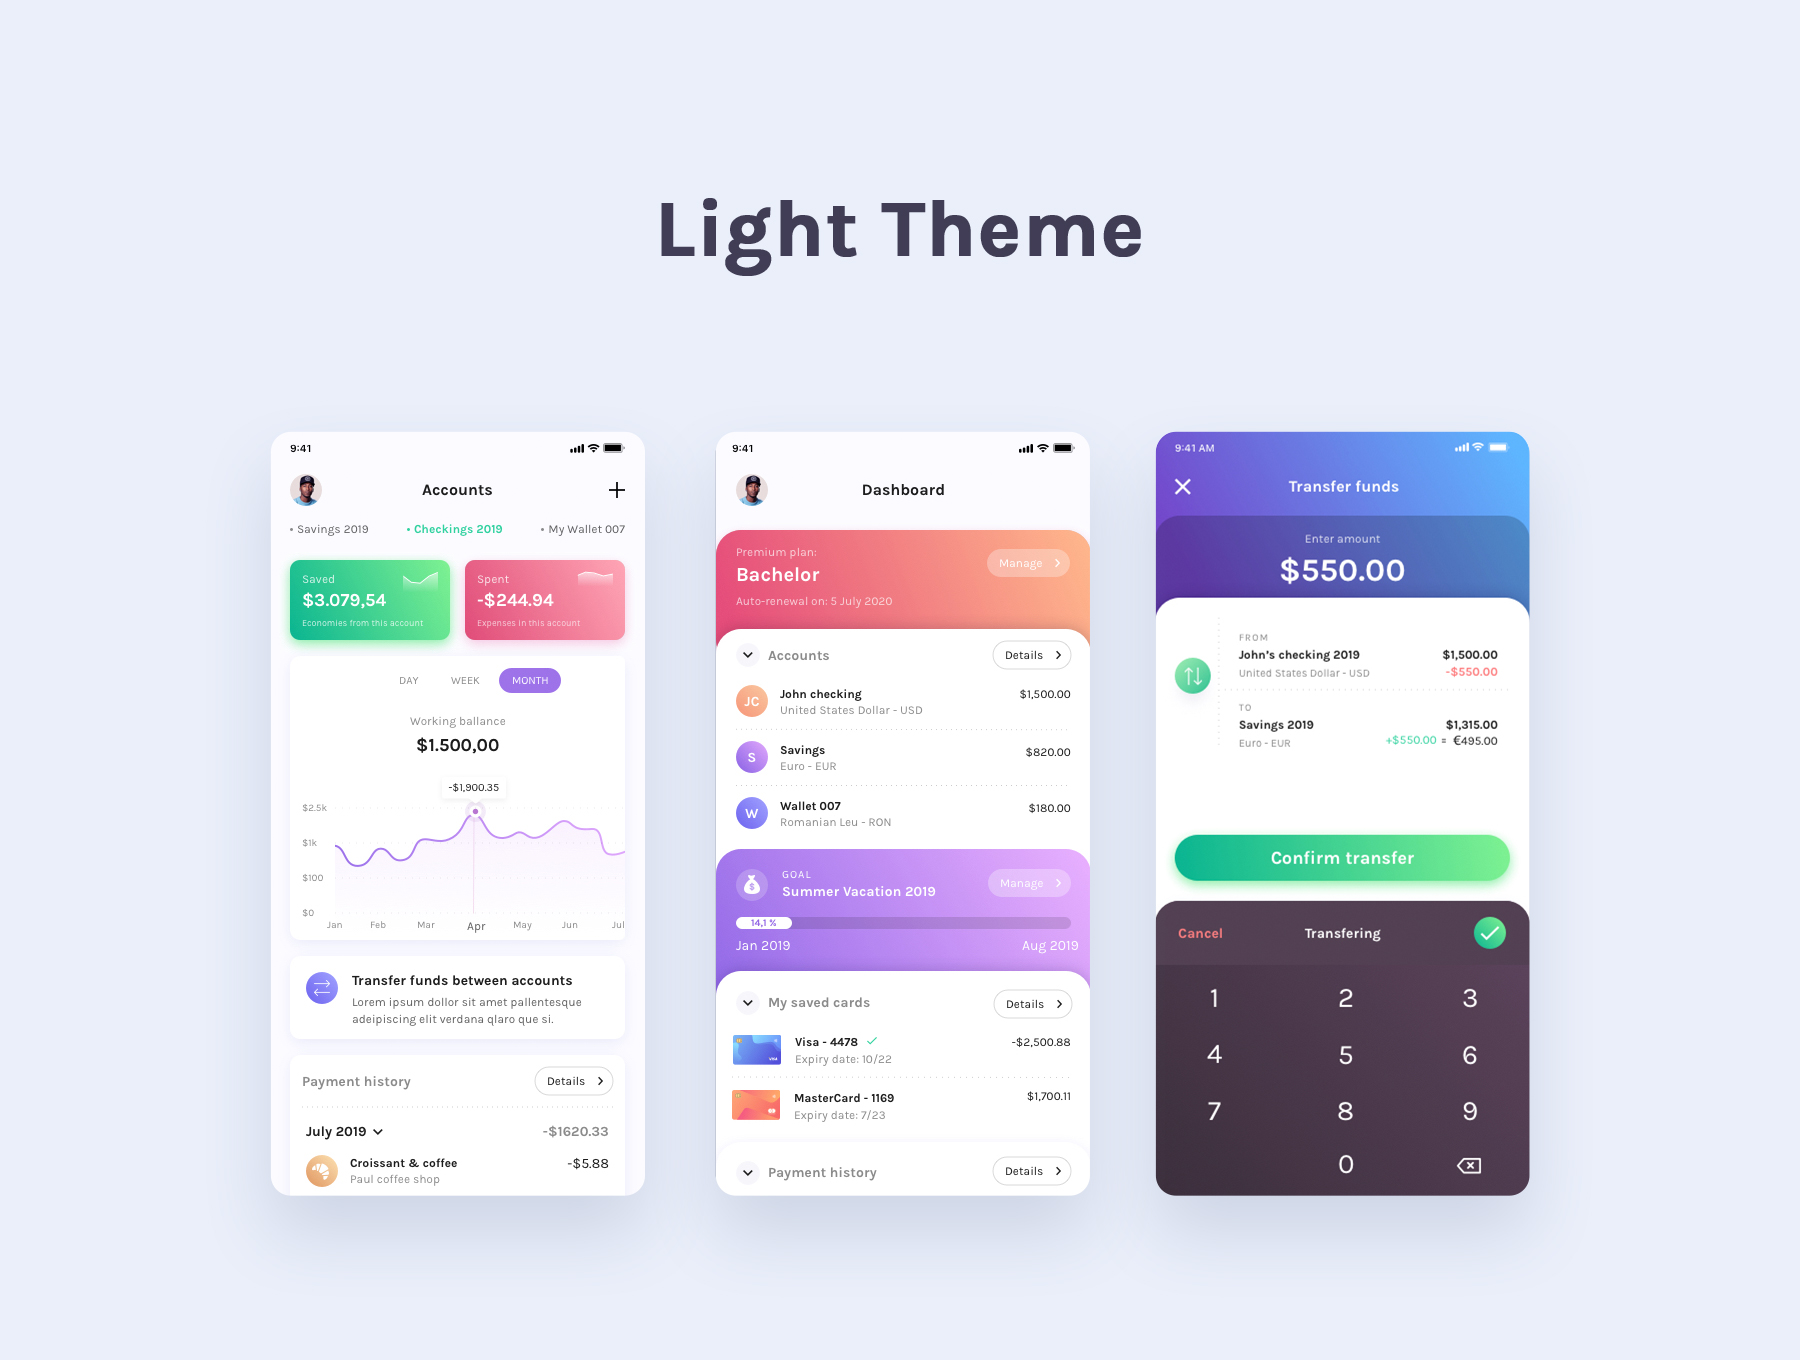 Light Theme
9:41
Accounts
• Savings 2019
• Checkings 2019
• My Wallet 007
Saved
$3.079,54
Economies from this account
Spent
-$244.94
Expenses in this account
DAY
WEEK
MONTH
Working ballance
$1.500,00
-$1,900.35
$2.5k
$1k
$100
$0
Jan
Feb
Mar
Apr
May
Jun
Jul
Transfer funds between accounts
Lorem ipsum dollor sit amet pallentesque
adeipiscing elit verdana qlaro que si.
Payment history
Details
July 2019
-$1620.33
Croissant & coffee
-$5.88
Paul coffee shop
9:41
Dashboard
Premium plan:
Bachelor
Manage
Auto-renewal on: 5 July 2020
Accounts
Details
JC
John checking
$1,500.00
United States Dollar - USD
S
Savings
$820.00
Euro - EUR
W
Wallet 007
$180.00
Romanian Leu - RON
GOAL
Summer Vacation 2019
Manage
14,1 %
Jan 2019
Aug 2019
My saved cards
Details
VISA
Visa - 4478
-$2,500.88
Expiry date: 10/22
MasterCard - 1169
$1,700.11
Expiry date: 7/23
Payment history
Details
9:41 AM
Transfer funds
Enter amount
$550.00
FROM
John’s checking 2019
$1,500.00
United States Dollar - USD
-$550.00
TO
Savings 2019
$1,315.00
Euro - EUR
+$550.00 = €495.00
Confirm transfer
Cancel
Transfering
1
2
3
4
5
6
7
8
9
0